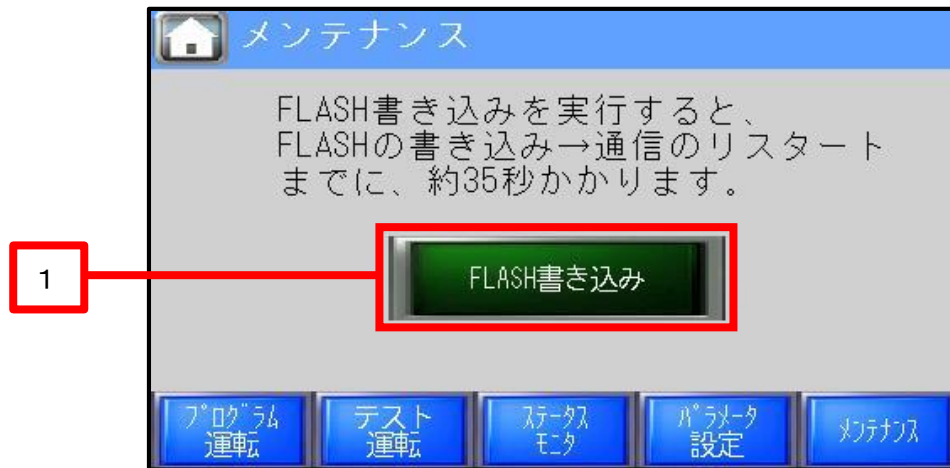 メンテナンス
FLASH書き込みを実行すると、
FLASHの書き込み→通信のリスタート
までに、約35秒かかります。
1
FLASH書き込み
ﾌﾟﾛｸﾞﾗﾑ
運転
テスト
運転
ｽﾃｰﾀｽ
ﾓﾆﾀ
ﾊﾟﾗﾒｰﾀ
設定
ﾒﾝﾃﾅﾝｽ